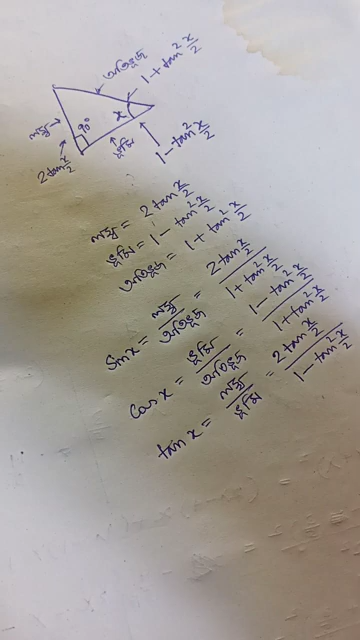 অতিভুজ
1 + tan² x/2
লম্ব →
90°
x
ভূমি
2 tan x/2
1 - tan² x/2
লম্ব = 2 tan x/2
ভূমি = 1 - tan² x/2
অতিভুজ = 1 + tan² x/2
Sin x = লম্ব/অতিভুজ = 2 tan x/2 / 1 + tan² x/2
Cos x = ভূমি/অতিভুজ = 1 - tan² x/2 / 1 + tan² x/2
tan x = লম্ব/ভূমি = 2 tan x/2 / 1 - tan² x/2